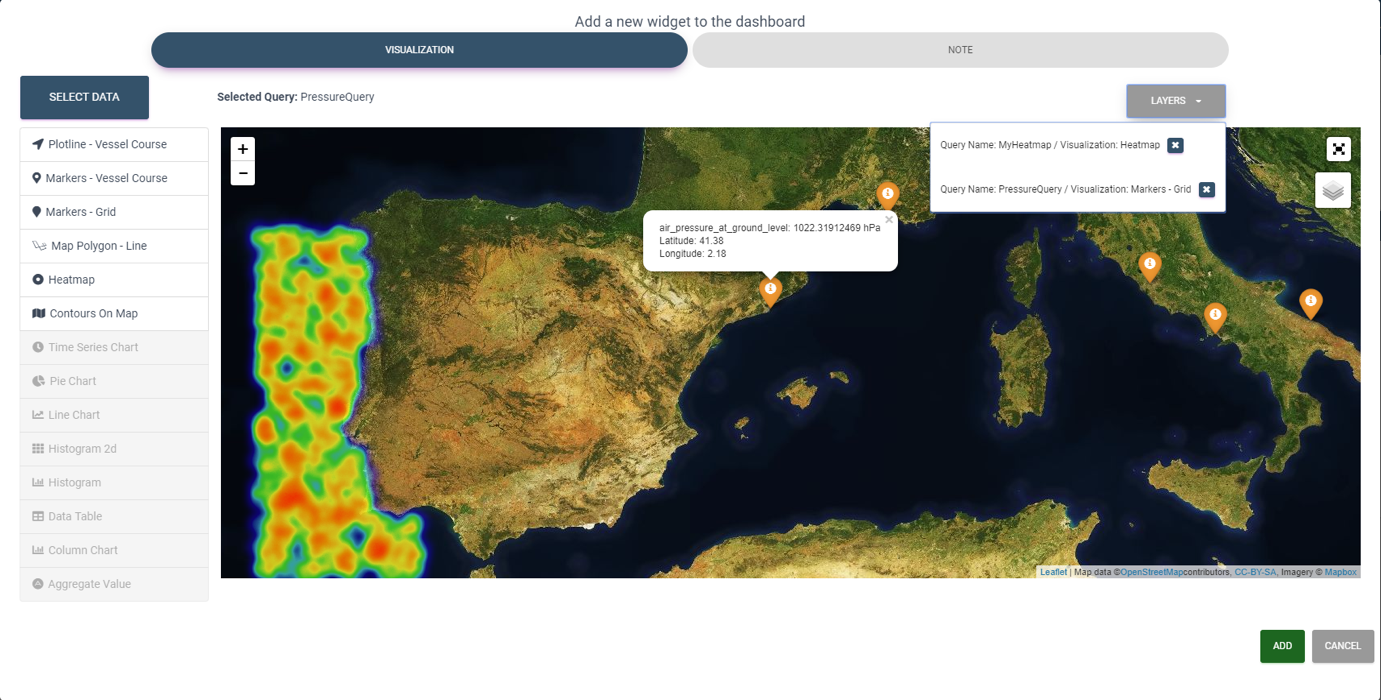 Add a new widget to the dashboard
VISUALIZATION
NOTE
SELECT DATA
Selected Query: PressureQuery
LAYERS
Query Name: MyHeatmap / Visualization: Heatmap
Query Name: PressureQuery / Visualization: Markers - Grid
Plotline - Vessel Course
Markers - Vessel Course
Markers - Grid
Map Polygon - Line
Heatmap
Contours On Map
Time Series Chart
Pie Chart
Line Chart
Histogram 2d
Histogram
Data Table
Column Chart
Aggregate Value
+
−
air_pressure_at_ground_level: 1022.31912469 hPa
Latitude: 41.38
Longitude: 2.18
Leaflet | Map data ©OpenStreetMapcontributors, CC-BY-SA, Imagery © Mapbox
ADD
CANCEL